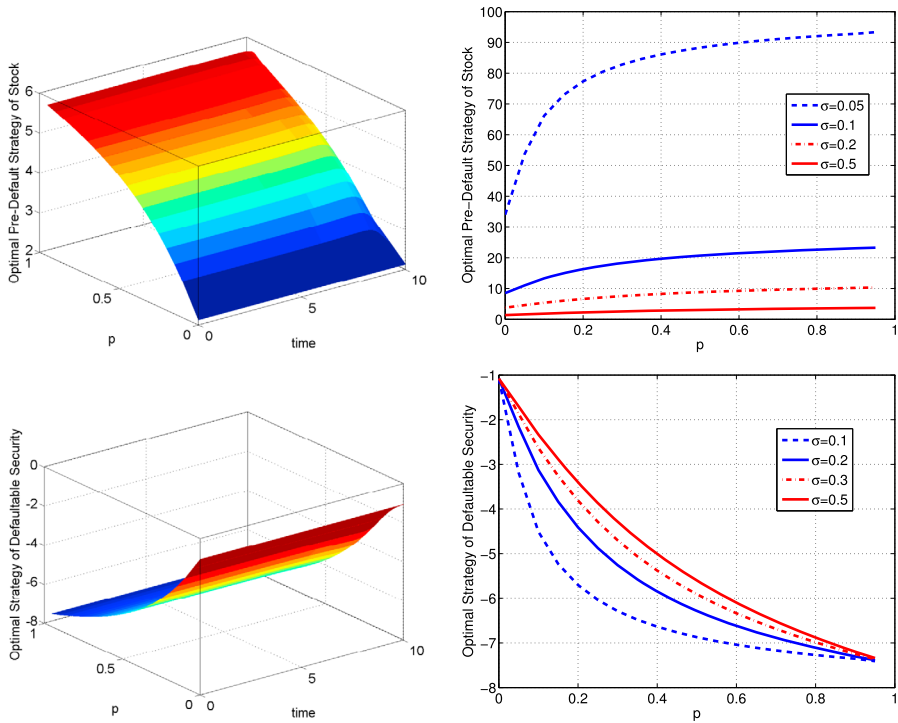 Optimal Pre-Default Strategy of Stock
6
5
4
3
2
1
0.5
0
p
0
5
10
time
Optimal Pre-Default Strategy of Stock
100
90
80
70
60
50
40
30
20
10
0
0
0.2
0.4
0.6
0.8
1
p
σ=0.05
σ=0.1
σ=0.2
σ=0.5
Optimal Strategy of Defaultable Security
0
−2
−4
−6
−8
1
0.5
0
p
0
5
10
time
Optimal Strategy of Defaultable Security
−1
−2
−3
−4
−5
−6
−7
−8
0
0.2
0.4
0.6
0.8
1
p
σ=0.1
σ=0.2
σ=0.3
σ=0.5